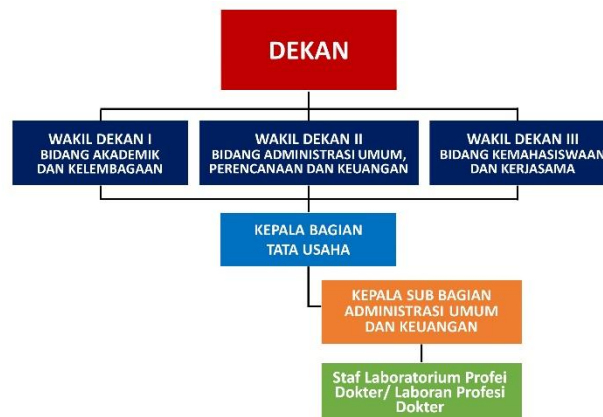 DEKAN
WAKIL DEKAN I
BIDANG AKADEMIK
DAN KELEMBAGAAN
WAKIL DEKAN II
BIDANG ADMINISTRASI UMUM,
PERENCANAAN DAN KEUANGAN
WAKIL DEKAN III
BIDANG KEMAHASISWAAN
DAN KERJASAMA
KEPALA BAGIAN
TATA USAHA
KEPALA SUB BAGIAN
ADMINISTRASI UMUM
DAN KEUANGAN
Staf Laboratorium Profei
Dokter/ Laboran Profesi
Dokter